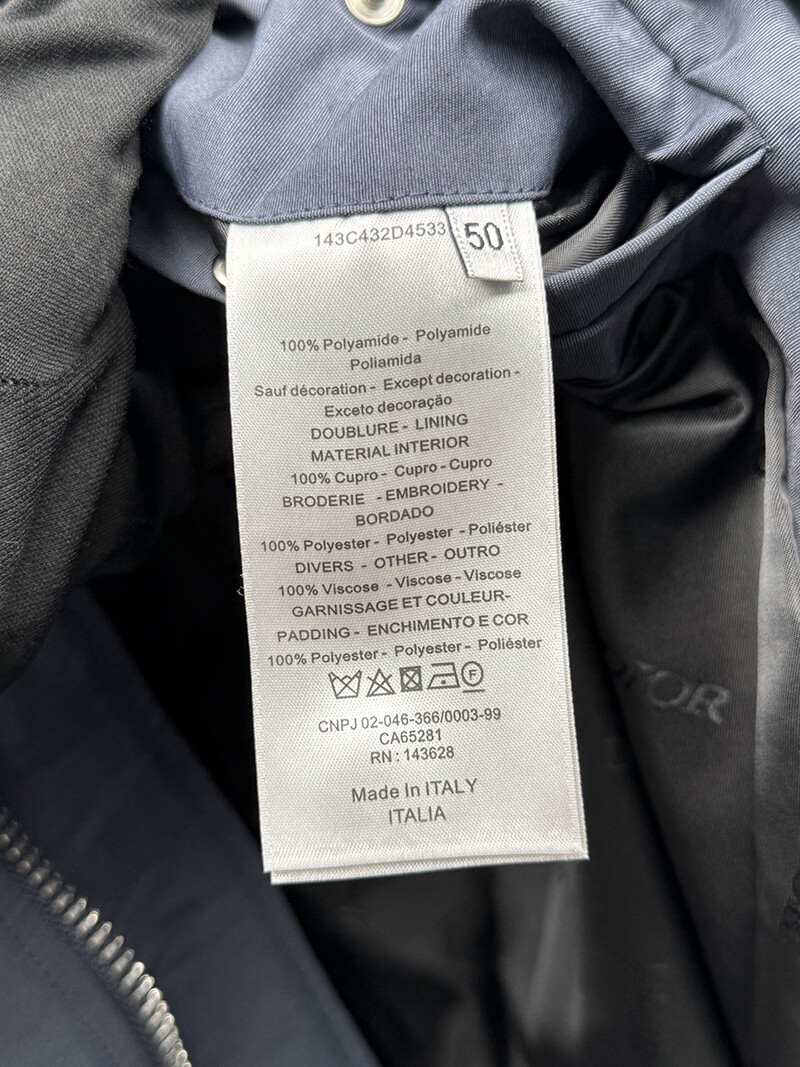 143C432D4533
50
100% Polyamide - Polyamide
Poliamida
Sauf décoration - Except decoration -
Exceto decoração
DOUBLURE - LINING
MATERIAL INTERIOR
100% Cupro - Cupro - Cupro
BRODERIE - EMBROIDERY -
BORDADO
100% Polyester - Polyester - Poliéster
DIVERS - OTHER - OUTRO
100% Viscose - Viscose - Viscose
GARNISSAGE ET COULEUR-
PADDING - ENCHIMENTO E COR
100% Polyester - Polyester - Poliéster
F
CNPJ 02-046-366/0003-99
CA65281
RN : 143628
Made In ITALY
ITALIA